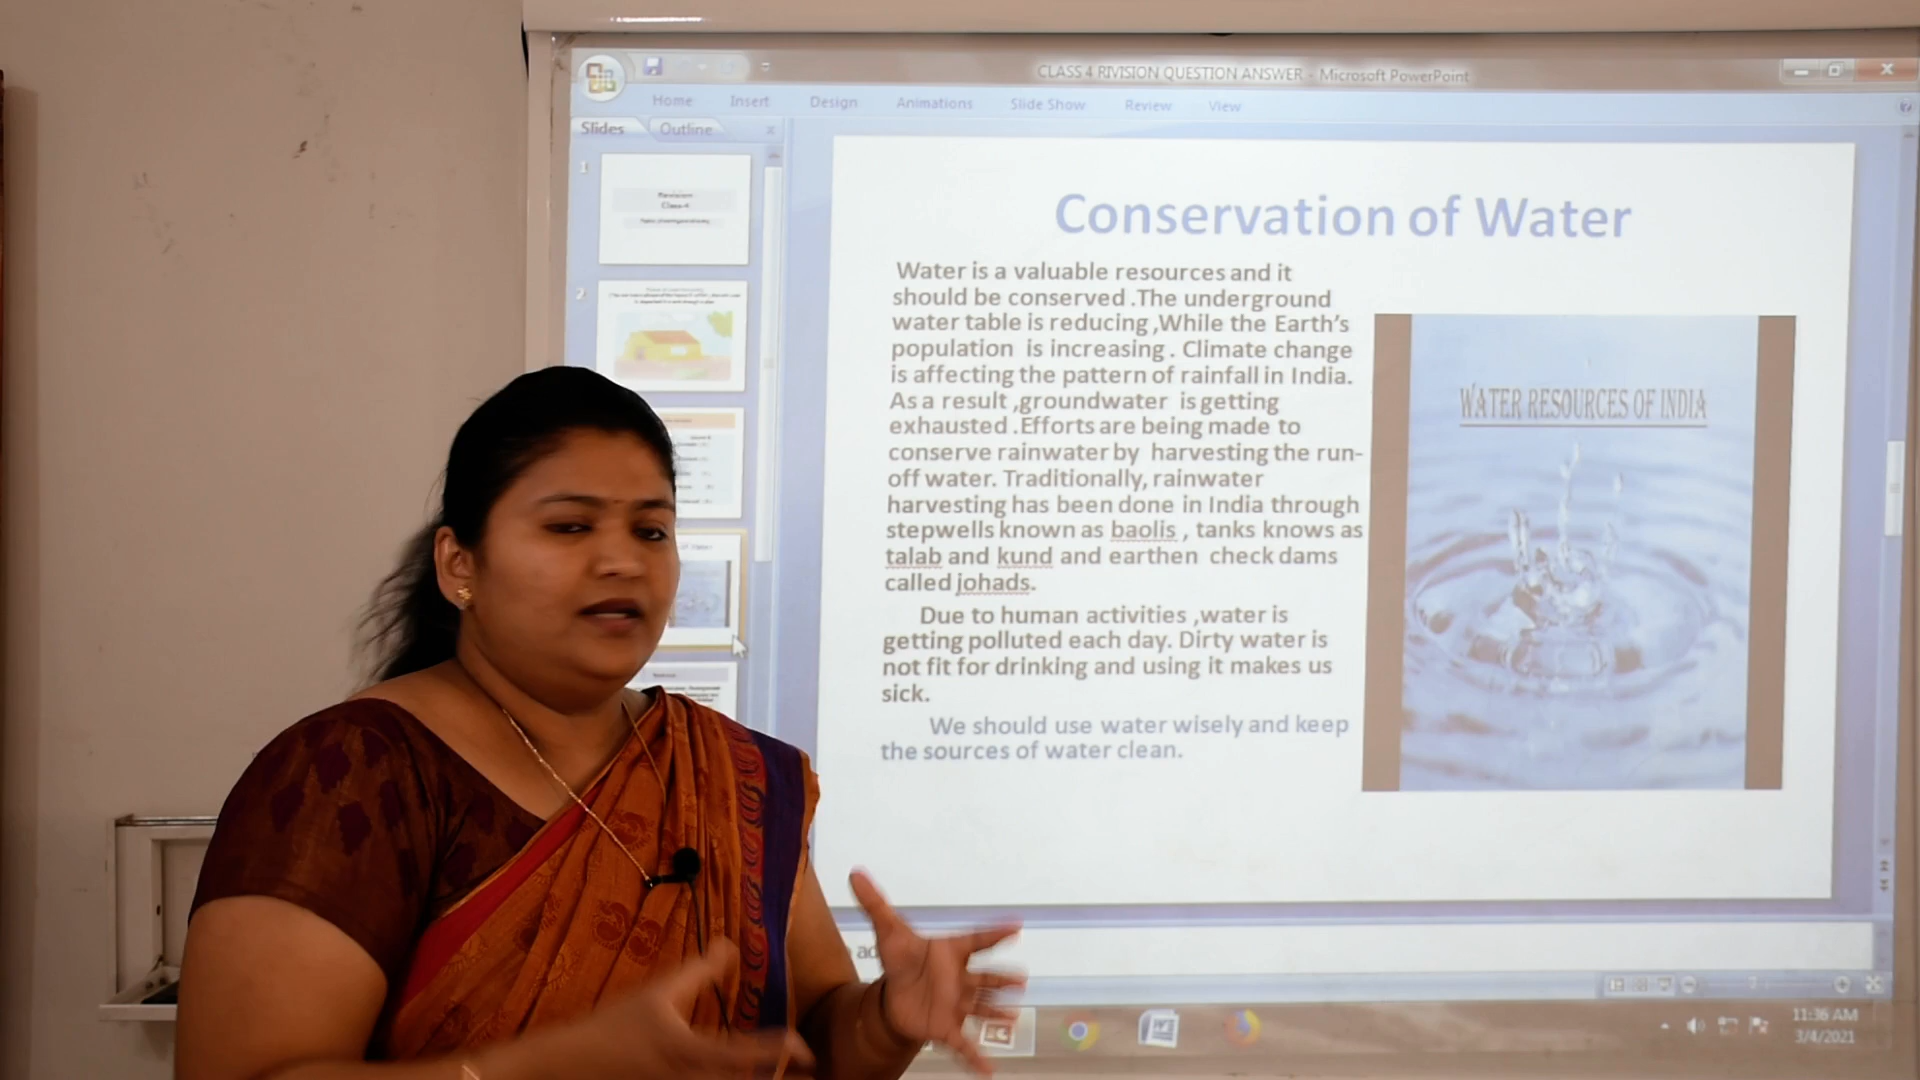 CLASS 4 RIVISION QUESTION ANSWER - Microsoft PowerPoint
Home Insert Design Animations Slide Show Review View
Slides Outline
1
2
Class-4
Conservation of Water
Water is a valuable resources and it
should be conserved .The underground
water table is reducing ,While the Earth's
population is increasing . Climate change
is affecting the pattern of rainfall in India.
As a result ,groundwater is getting
exhausted .Efforts are being made to
conserve rainwater by harvesting the run-
off water. Traditionally, rainwater
harvesting has been done in India through
stepwells known as baolis , tanks knows as
talab and kund and earthen check dams
called johads.
Due to human activities ,water is
getting polluted each day. Dirty water is
not fit for drinking and using it makes us
sick.
We should use water wisely and keep
the sources of water clean.
WATER RESOURCES OF INDIA
11:36 AM
3/4/2021